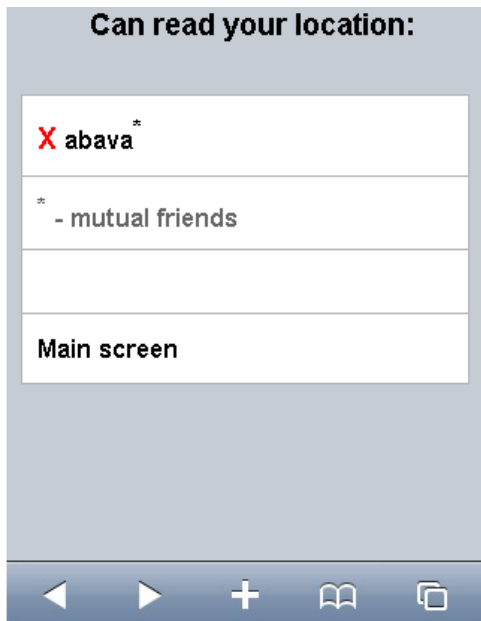 Can read your location:
X abava*
* - mutual friends
Main screen